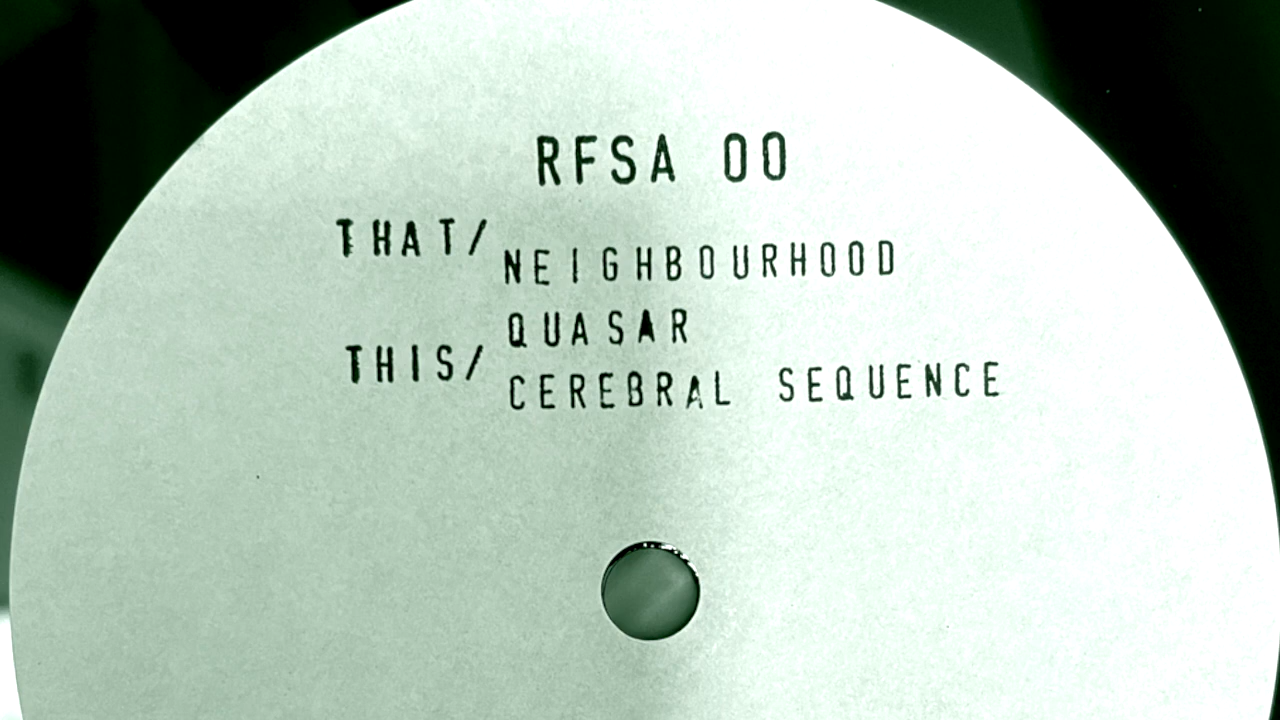 RFSA 00
THAT/
NEIGHBOURHOOD
QUASAR
THIS/
CEREBRAL SEQUENCE